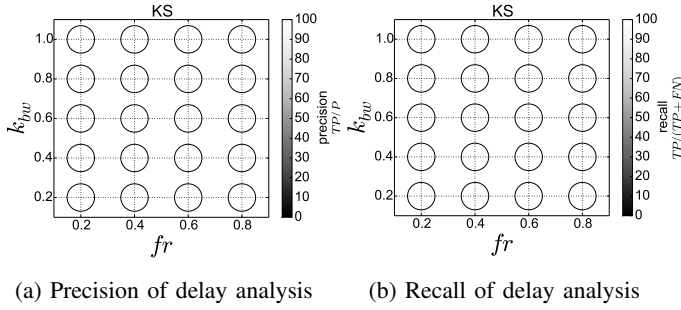 KS
1.0
0.8
0.6
0.4
0.2
k_bw
0.2 0.4 0.6 0.8
fr
100
90
80
70
60
50
40
30
20
10
0
precision
TP/P
(a) Precision of delay analysis
KS
1.0
0.8
0.6
0.4
0.2
k_bw
0.2 0.4 0.6 0.8
fr
100
90
80
70
60
50
40
30
20
10
0
recall
TP/(TP+FN)
(b) Recall of delay analysis